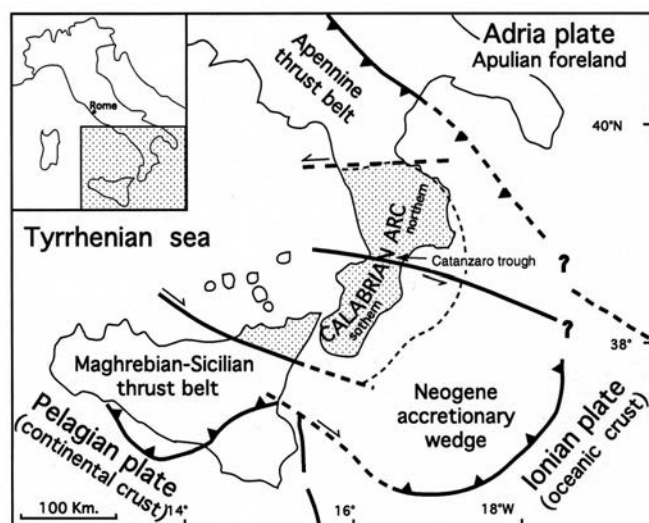 Rome
Adria plate
Apulian foreland
Apennine
thrust belt
40°N
Tyrrhenian sea
CALABRIAN ARC
northern
sothern
Catanzaro trough
?
?
38°
Maghrebian-Sicilian
thrust belt
Neogene
accretionary
wedge
Pelagian plate
(continental crust)
Ionian plate
(oceanic crust)
100 Km.
14°
16°
18°W